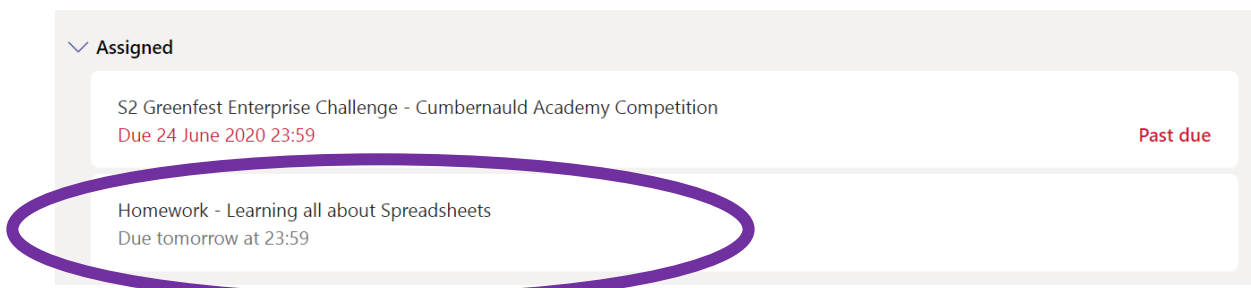 Assigned
S2 Greenfest Enterprise Challenge - Cumbernauld Academy Competition
Due 24 June 2020 23:59
Past due
Homework - Learning all about Spreadsheets
Due tomorrow at 23:59